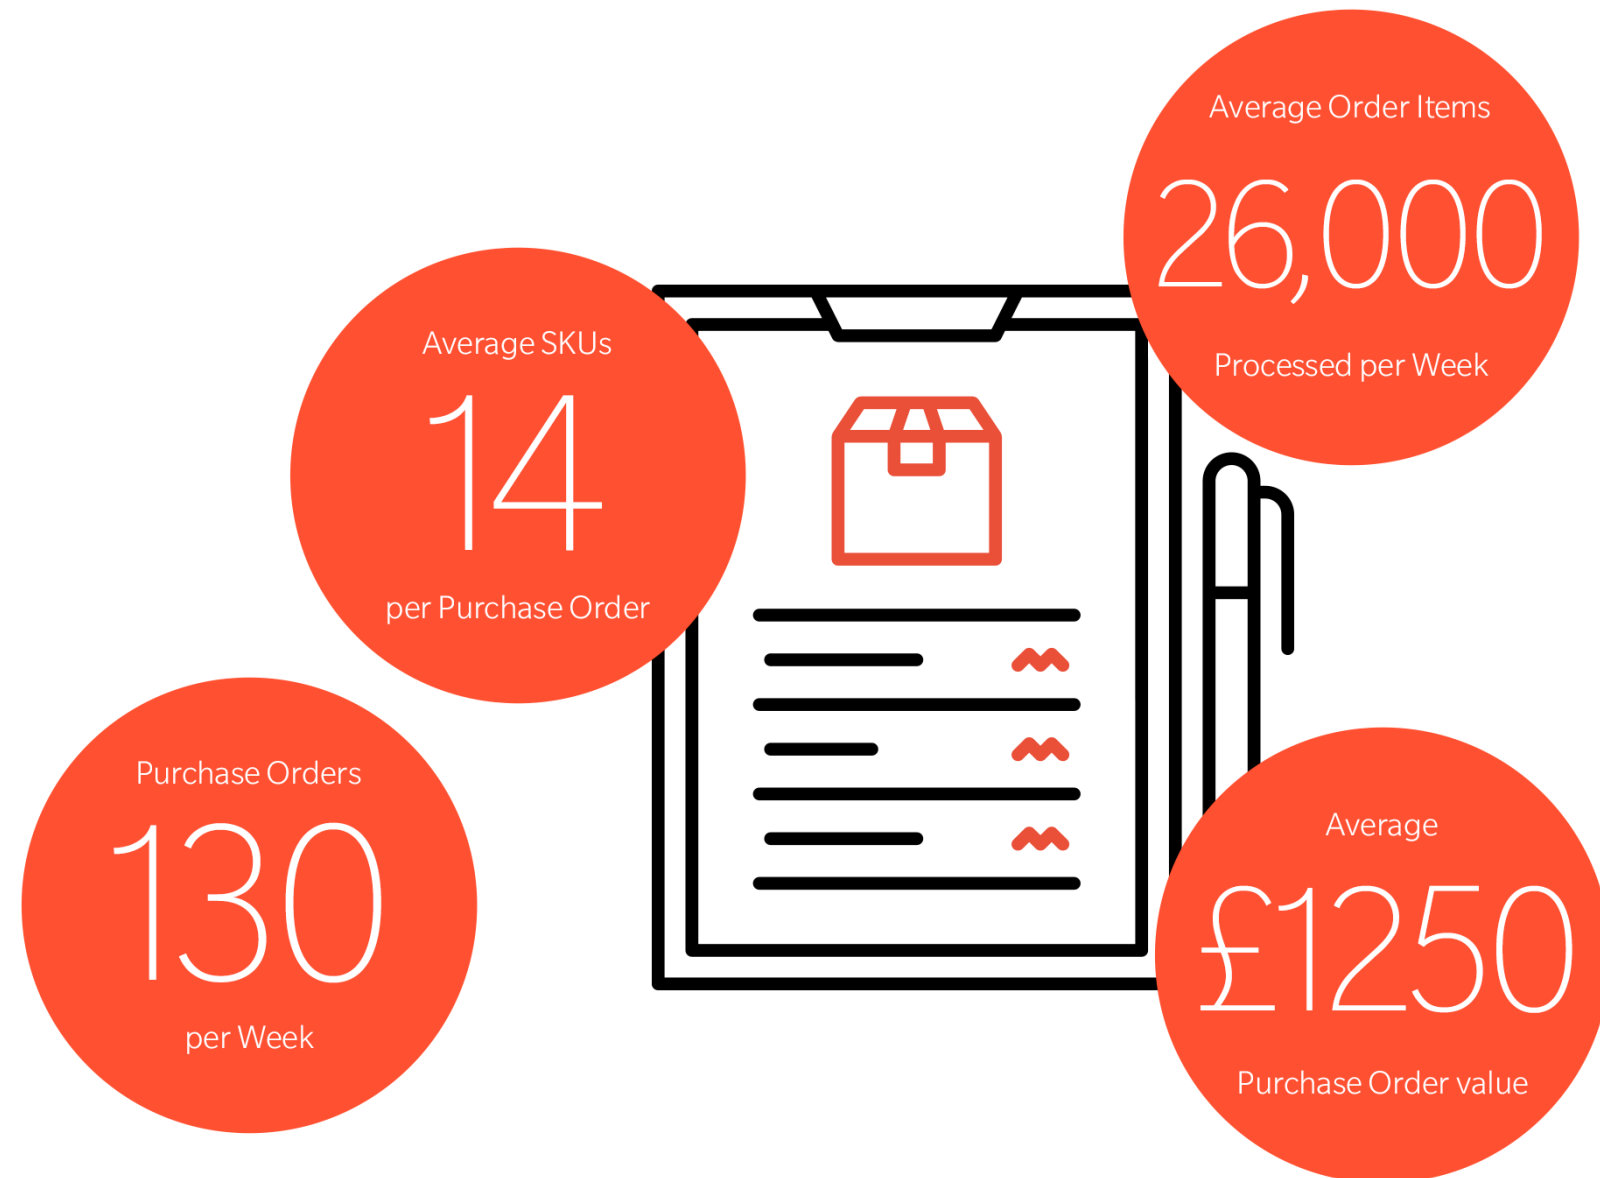 Average Order Items
26,000
Processed per Week
Average SKUs
14
per Purchase Order
Purchase Orders
130
per Week
Average
£1250
Purchase Order value